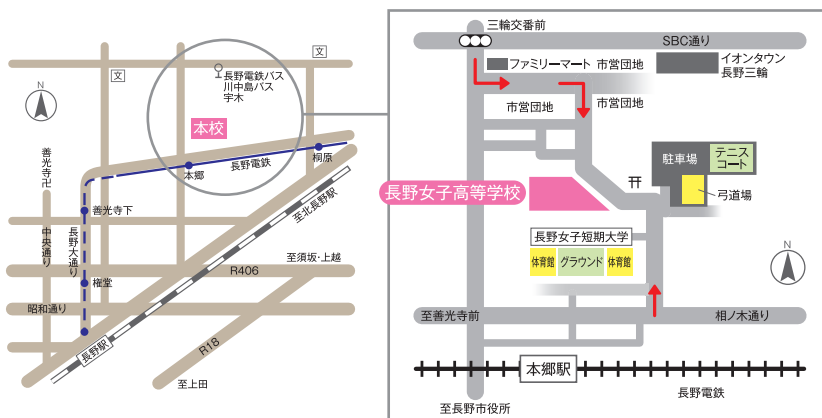 N
文
文
長野電鉄バス
川中島バス
宇木
本校
善光寺卍
長野電鉄
本郷
桐原
善光寺下
至北長野駅
中央通り
長野大通り
至須坂・上越
R406
権堂
昭和通り
長野駅
R18
至上田
三輪交番前
SBC通り
ファミリーマート
市営団地
イオンタウン
長野三輪
市営団地
市営団地
駐車場
テニス
コート
弓道場
長野女子高等学校
長野女子短期大学
体育館
グラウンド
体育館
N
至善光寺前
相ノ木通り
本郷駅
長野電鉄
至長野市役所